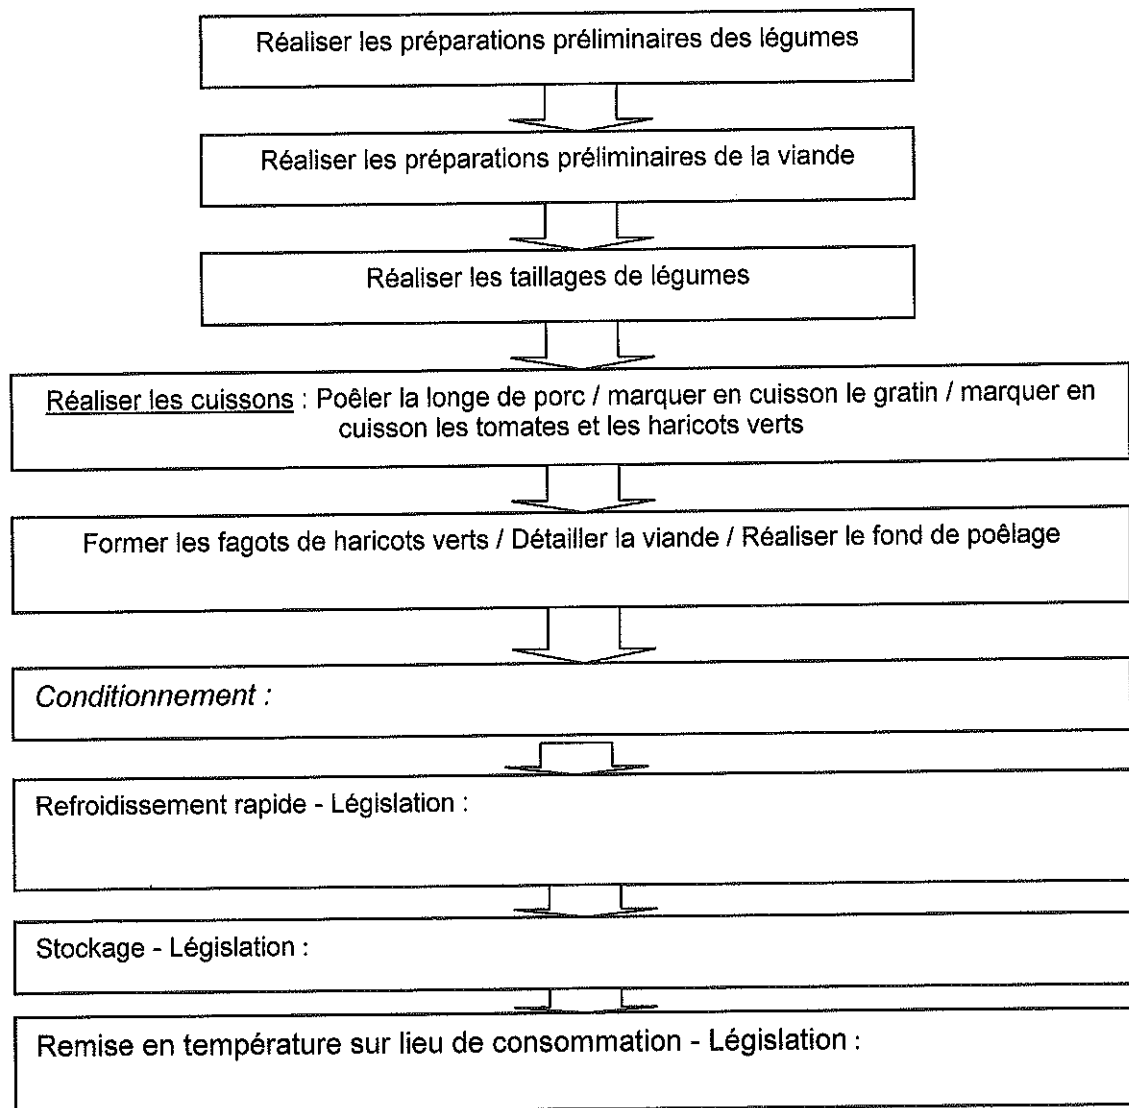 Réaliser les préparations préliminaires des légumes
Réaliser les préparations préliminaires de la viande
Réaliser les taillages de légumes
Réaliser les cuissons : Poêler la longe de porc / marquer en cuisson le gratin / marquer en
cuisson les tomates et les haricots verts
Former les fagots de haricots verts / Détailler la viande / Réaliser le fond de poêlage
Conditionnement :
Refroidissement rapide - Législation :
Stockage - Législation :
Remise en température sur lieu de consommation - Législation :